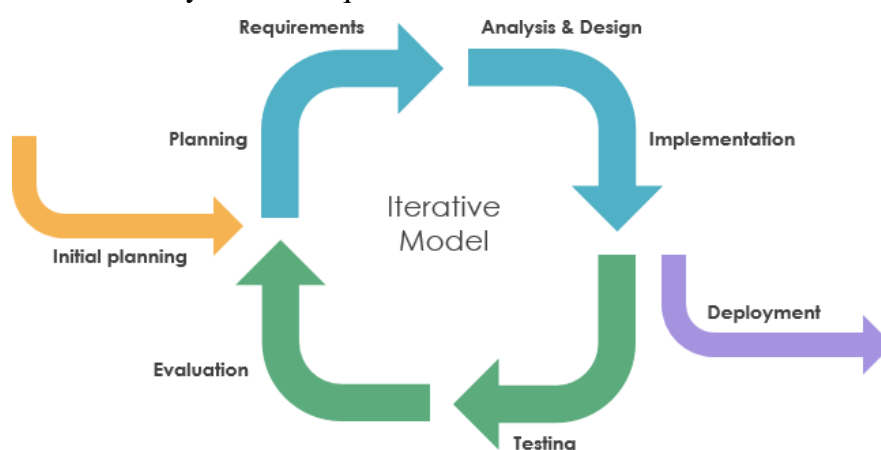 Requirements
Analysis & Design
Planning
Implementation
Iterative
Model
Initial planning
Deployment
Evaluation
Testing